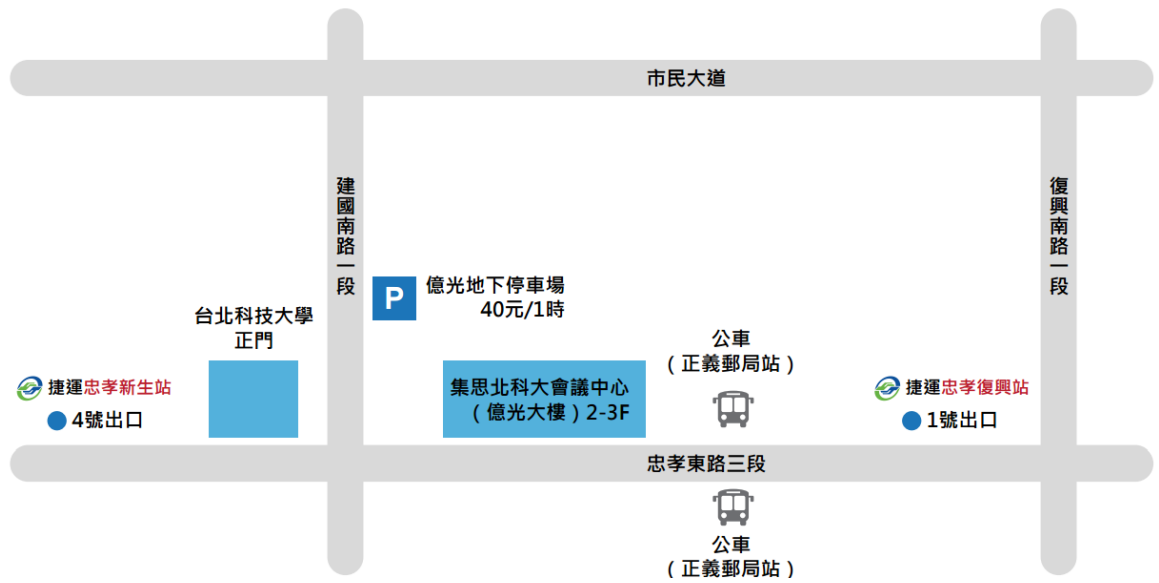 市民大道
建國南路一段
復興南路一段
P
億光地下停車場
40元/1時
台北科技大學
正門
公車
(正義郵局站)
捷運忠孝新生站
4號出口
集思北科大會議中心
(億光大樓)2-3F
捷運忠孝復興站
1號出口
忠孝東路三段
公車
(正義郵局站)